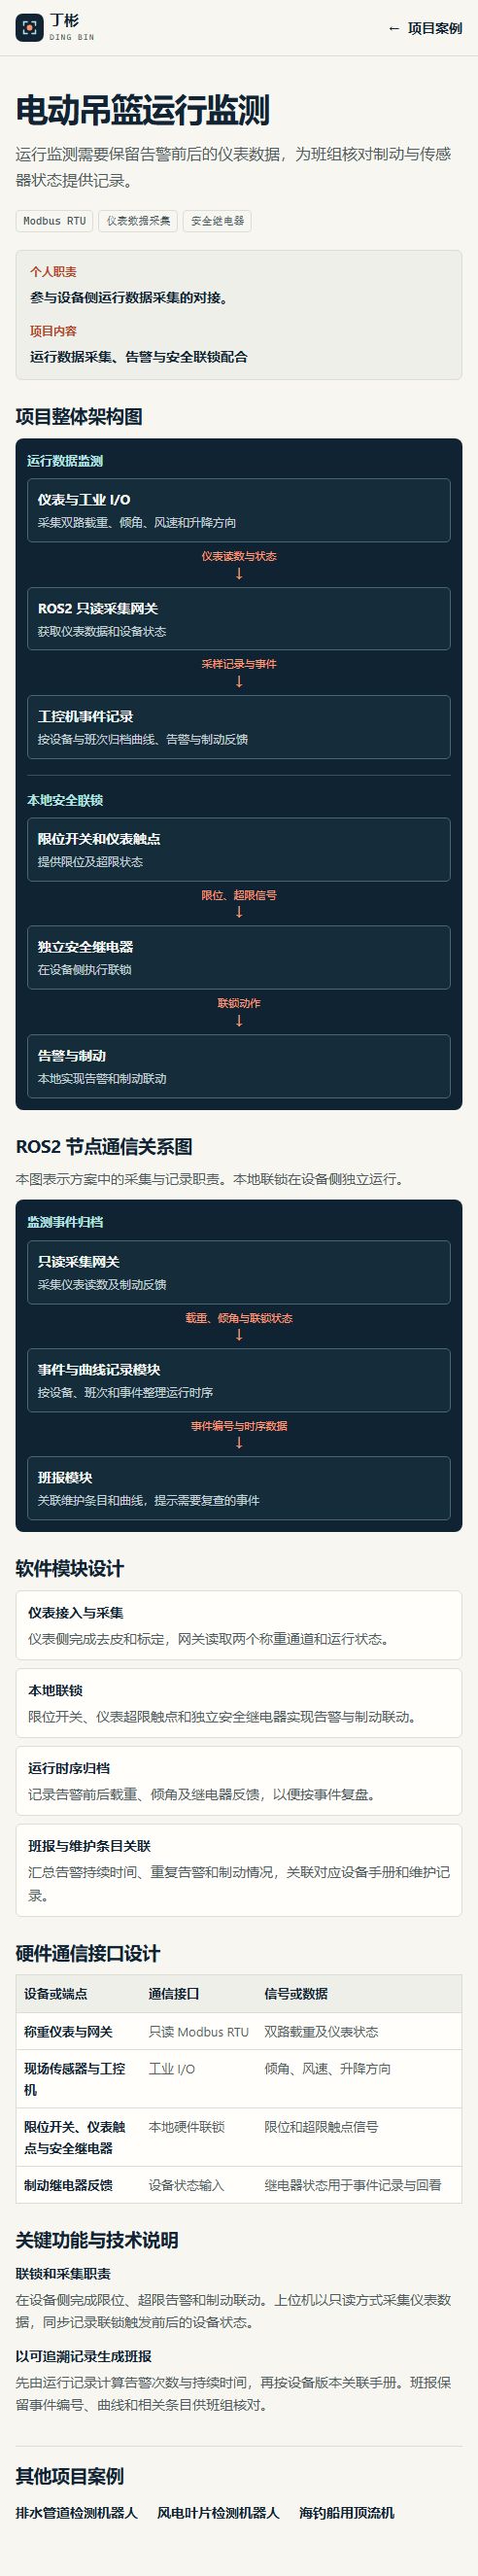 丁彬
DING BIN
← 项目案例
电动吊篮运行监测
运行监测需要保留告警前后的仪表数据，为班组核对制动与传感
器状态提供记录。
Modbus RTU 仪表数据采集 安全继电器
个人职责
参与设备侧运行数据采集的对接。
项目内容
运行数据采集、告警与安全联锁配合
项目整体架构图
运行数据监测
仪表与工业 I/O
采集双路载重、倾角、风速和升降方向
仪表读数与状态
↓
ROS2 只读采集网关
获取仪表数据和设备状态
采样记录与事件
↓
工控机事件记录
按设备与班次归档曲线、告警与制动反馈
本地安全联锁
限位开关和仪表触点
提供限位及超限状态
限位、超限信号
↓
独立安全继电器
在设备侧执行联锁
联锁动作
↓
告警与制动
本地实现告警和制动联动
ROS2 节点通信关系图
本图表示方案中的采集与记录职责。本地联锁在设备侧独立运行。
监测事件归档
只读采集网关
采集仪表读数及制动反馈
载重、倾角与联锁状态
↓
事件与曲线记录模块
按设备、班次和事件整理运行时序
事件编号与时序数据
↓
班报模块
关联维护条目和曲线，提示需要复查的事件
软件模块设计
仪表接入与采集
仪表侧完成去皮和标定，网关读取两个称重通道和运行状态。
本地联锁
限位开关、仪表超限触点和独立安全继电器实现告警与制动联动。
运行时序归档
记录告警前后载重、倾角及继电器反馈，以便按事件复盘。
班报与维护条目关联
汇总告警持续时间、重复告警和制动情况，关联对应设备手册和维护记
录。
硬件通信接口设计
设备或端点 通信接口 信号或数据
称重仪表与网关 只读 Modbus RTU 双路载重及仪表状态
现场传感器与工控 工业 I/O 倾角、风速、升降方向
机
限位开关、仪表触 本地硬件联锁 限位和超限触点信号
点与安全继电器
制动继电器反馈 设备状态输入 继电器状态用于事件记录与回看
关键功能与技术说明
联锁和采集职责
在设备侧完成限位、超限告警和制动联动。上位机以只读方式采集仪表数
据，同步记录联锁触发前后的设备状态。
以可追溯记录生成班报
先由运行记录计算告警次数与持续时间，再按设备版本关联手册。班报保
留事件编号、曲线和相关条目供班组核对。
其他项目案例
排水管道检测机器人 风电叶片检测机器人 海钓船用顶流机